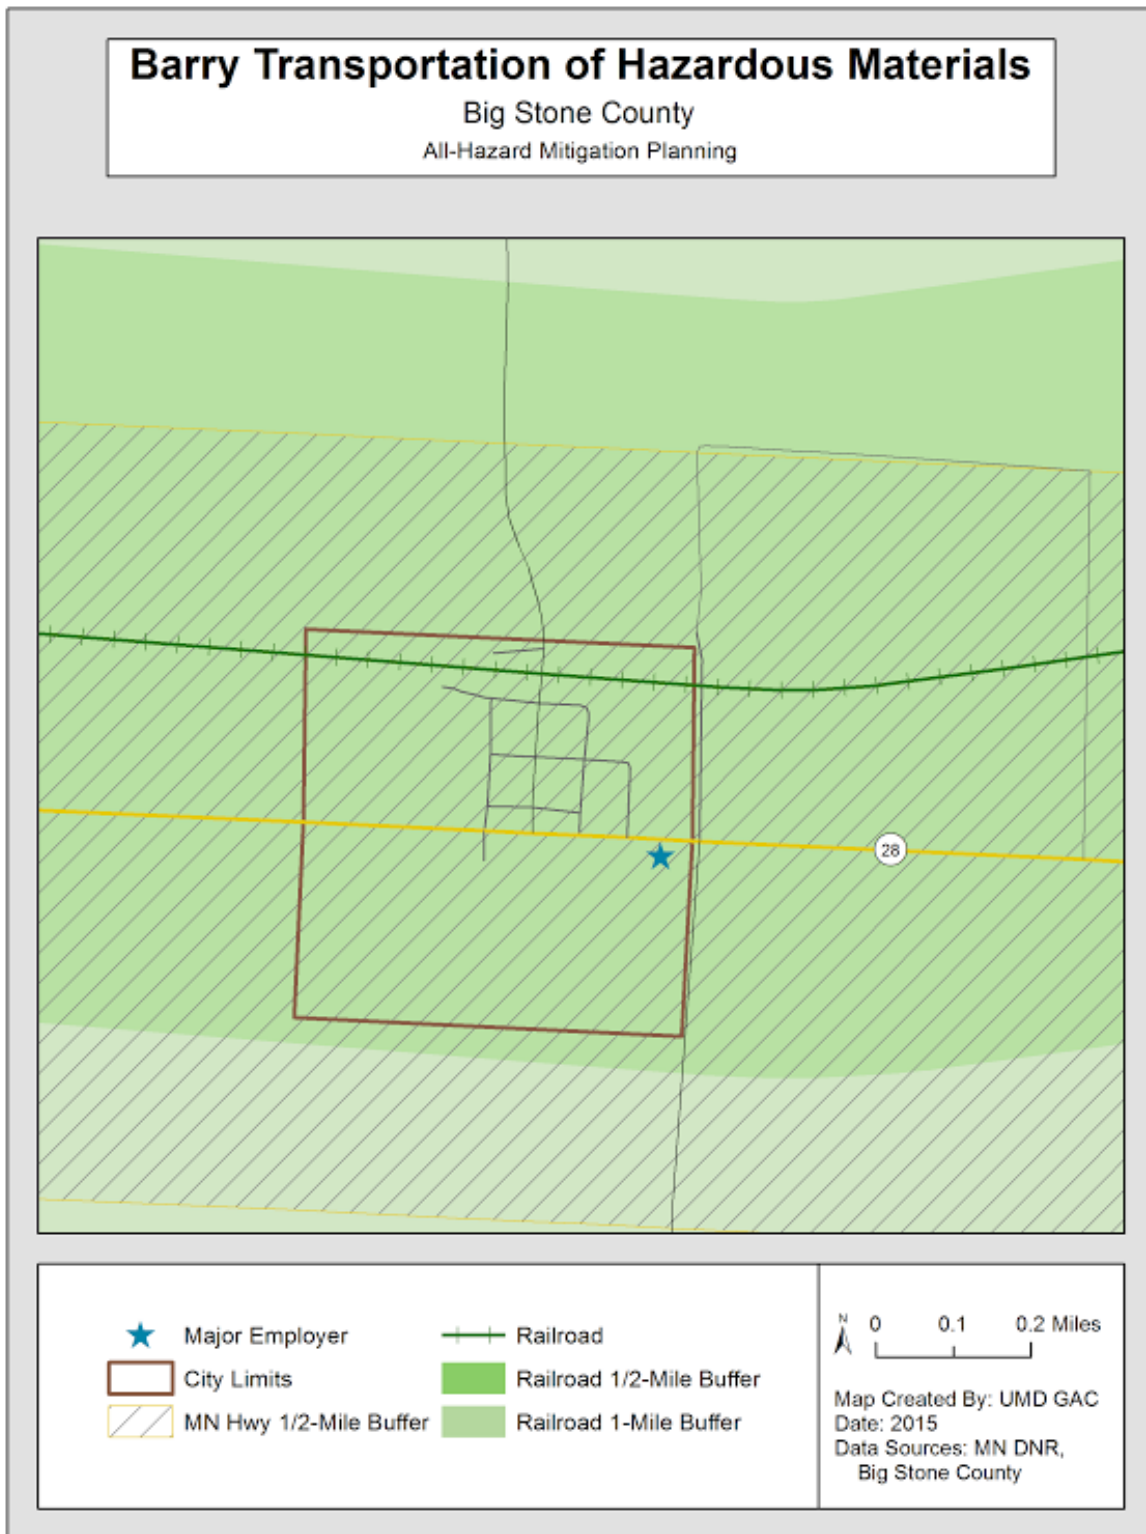 Barry Transportation of Hazardous Materials
Big Stone County
All-Hazard Mitigation Planning
28
Major Employer
City Limits
MN Hwy 1/2-Mile Buffer
Railroad
Railroad 1/2-Mile Buffer
Railroad 1-Mile Buffer
N
0 0.1 0.2 Miles
Map Created By: UMD GAC
Date: 2015
Data Sources: MN DNR,
Big Stone County